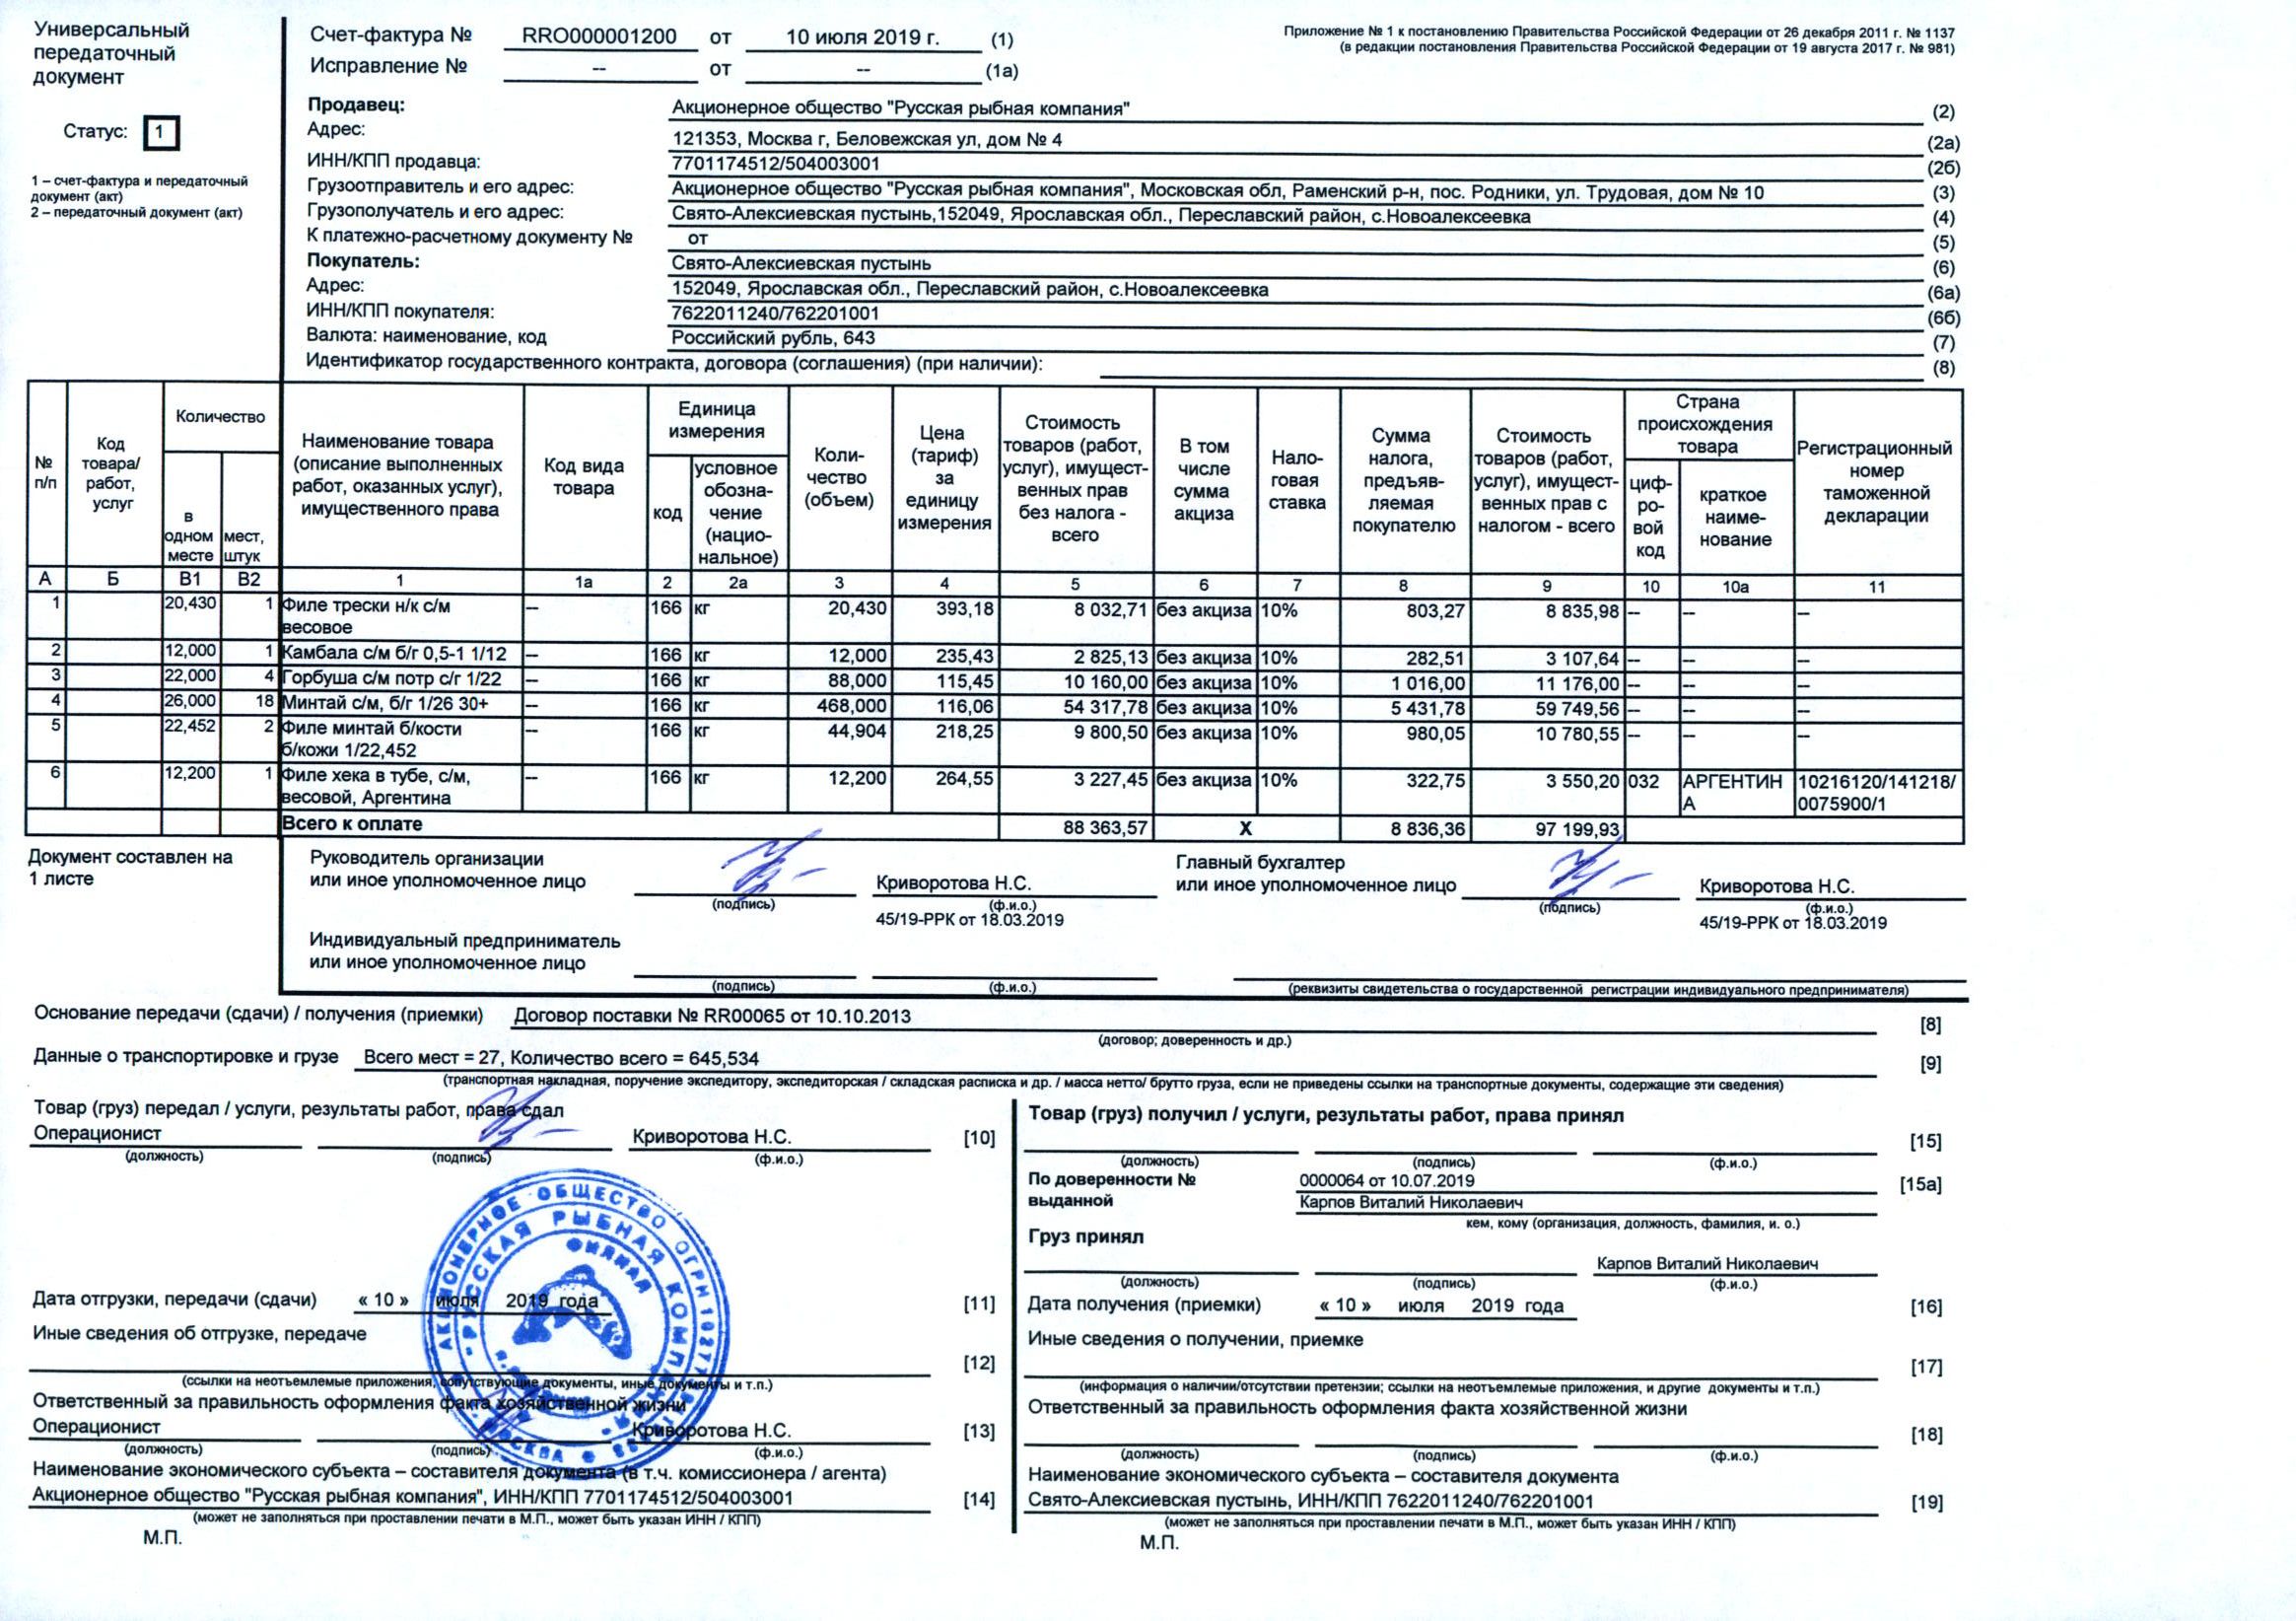 Универсальный
передаточный
документ
Статус: 1
1 – счет-фактура и передаточный
документ (акт)
2 – передаточный документ (акт)
Счет-фактура № RRO000001200 от 10 июля 2019 г. (1)
Исправление № -- от -- (1а)
Приложение № 1 к постановлению Правительства Российской Федерации от 26 декабря 2011 г. № 1137
(в редакции постановления Правительства Российской Федерации от 19 августа 2017 г. № 981)
Продавец: Акционерное общество "Русская рыбная компания" (2)
Адрес: 121353, Москва г, Беловежская ул, дом № 4 (2а)
ИНН/КПП продавца: 7701174512/504003001 (2б)
Грузоотправитель и его адрес: Акционерное общество "Русская рыбная компания", Московская обл, Раменский р-н, пос. Родники, ул. Трудовая, дом № 10 (3)
Грузополучатель и его адрес: Свято-Алексиевская пустынь,152049, Ярославская обл., Переславский район, с.Новоалексеевка (4)
К платежно-расчетному документу № от (5)
Покупатель: Свято-Алексиевская пустынь (6)
Адрес: 152049, Ярославская обл., Переславский район, с.Новоалексеевка (6а)
ИНН/КПП покупателя: 7622011240/762201001 (6б)
Валюта: наименование, код Российский рубль, 643 (7)
Идентификатор государственного контракта, договора (соглашения) (при наличии): (8)
№
п/п
Код
товара/
работ,
услуг
Количество
в
одном
месте
мест,
штук
Наименование товара
(описание выполненных
работ, оказанных услуг),
имущественного права
Код вида
товара
Единица
измерения
код
условное
обозна-
чение
(нацио-
нальное)
Коли-
чество
(объем)
Цена
(тариф)
за
единицу
измерения
Стоимость
товаров (работ,
услуг), имущест-
венных прав
без налога -
всего
В том
числе
сумма
акциза
Нало-
говая
ставка
Сумма
налога,
предъяв-
ляемая
покупателю
Стоимость
товаров (работ,
услуг), имущест-
венных прав с
налогом - всего
Страна
происхождения
товара
циф-
ро-
вой
код
краткое
наиме-
нование
Регистрационный
номер
таможенной
декларации
А Б В1 В2 1 1а 2 2а 3 4 5 6 7 8 9 10 10а 11
1 20,430 1 Филе трески н/к с/м -- 166 кг 20,430 393,18 8 032,71 без акциза 10% 803,27 8 835,98 -- -- --
весовое
2 12,000 1 Камбала с/м б/г 0,5-1 1/12 -- 166 кг 12,000 235,43 2 825,13 без акциза 10% 282,51 3 107,64 -- -- --
3 22,000 4 Горбуша с/м потр с/г 1/22 -- 166 кг 88,000 115,45 10 160,00 без акциза 10% 1 016,00 11 176,00 -- -- --
4 26,000 18 Минтай с/м, б/г 1/26 30+ -- 166 кг 468,000 116,06 54 317,78 без акциза 10% 5 431,78 59 749,56 -- -- --
5 22,452 2 Филе минтай б/кости -- 166 кг 44,904 218,25 9 800,50 без акциза 10% 980,05 10 780,55 -- -- --
б/кожи 1/22,452
6 12,200 1 Филе хека в тубе, с/м, -- 166 кг 12,200 264,55 3 227,45 без акциза 10% 322,75 3 550,20 032 АРГЕНТИН 10216120/141218/
весовой, Аргентина А 0075900/1
Всего к оплате 88 363,57 Х 8 836,36 97 199,93
Документ составлен на
1 листе
Руководитель организации
или иное уполномоченное лицо Криворотова Н.С.
(подпись) (ф.и.о.)
45/19-РРК от 18.03.2019
Главный бухгалтер
или иное уполномоченное лицо Криворотова Н.С.
(подпись) (ф.и.о.)
45/19-РРК от 18.03.2019
Индивидуальный предприниматель
или иное уполномоченное лицо
(подпись) (ф.и.о.) (реквизиты свидетельства о государственной регистрации индивидуального предпринимателя)
Основание передачи (сдачи) / получения (приемки) Договор поставки № RR00065 от 10.10.2013 [8]
(договор; доверенность и др.)
Данные о транспортировке и грузе Всего мест = 27, Количество всего = 645,534 [9]
(транспортная накладная, поручение экспедитору, экспедиторская / складская расписка и др. / масса нетто/ брутто груза, если не приведены ссылки на транспортные документы, содержащие эти сведения)
Товар (груз) передал / услуги, результаты работ, права сдал
Операционист Криворотова Н.С. [10]
(должность) (подпись) (ф.и.о.)
АКЦИОНЕРНОЕ ОБЩЕСТВО ОГРН
"РУССКАЯ РЫБНАЯ КОМПАНИЯ"
ФИЛИАЛ
МОСКВА
Дата отгрузки, передачи (сдачи) « 10 » июля 2019 года [11]
Иные сведения об отгрузке, передаче
[12]
(ссылки на неотъемлемые приложения, сопутствующие документы, иные документы и т.п.)
Ответственный за правильность оформления факта хозяйственной жизни
Операционист Криворотова Н.С. [13]
(должность) (подпись) (ф.и.о.)
Наименование экономического субъекта – составителя документа (в т.ч. комиссионера / агента)
Акционерное общество "Русская рыбная компания", ИНН/КПП 7701174512/504003001 [14]
(может не заполняться при проставлении печати в М.П., может быть указан ИНН / КПП)
М.П.
Товар (груз) получил / услуги, результаты работ, права принял
[15]
(должность) (подпись) (ф.и.о.)
По доверенности № 0000064 от 10.07.2019 [15а]
выданной Карпов Виталий Николаевич
кем, кому (организация, должность, фамилия, и. о.)
Груз принял
Карпов Виталий Николаевич
(должность) (подпись) (ф.и.о.)
Дата получения (приемки) « 10 » июля 2019 года [16]
Иные сведения о получении, приемке
[17]
(информация о наличии/отсутствии претензии; ссылки на неотъемлемые приложения, и другие документы и т.п.)
Ответственный за правильность оформления факта хозяйственной жизни
[18]
(должность) (подпись) (ф.и.о.)
Наименование экономического субъекта – составителя документа
Свято-Алексиевская пустынь, ИНН/КПП 7622011240/762201001 [19]
(может не заполняться при проставлении печати в М.П., может быть указан ИНН / КПП)
М.П.